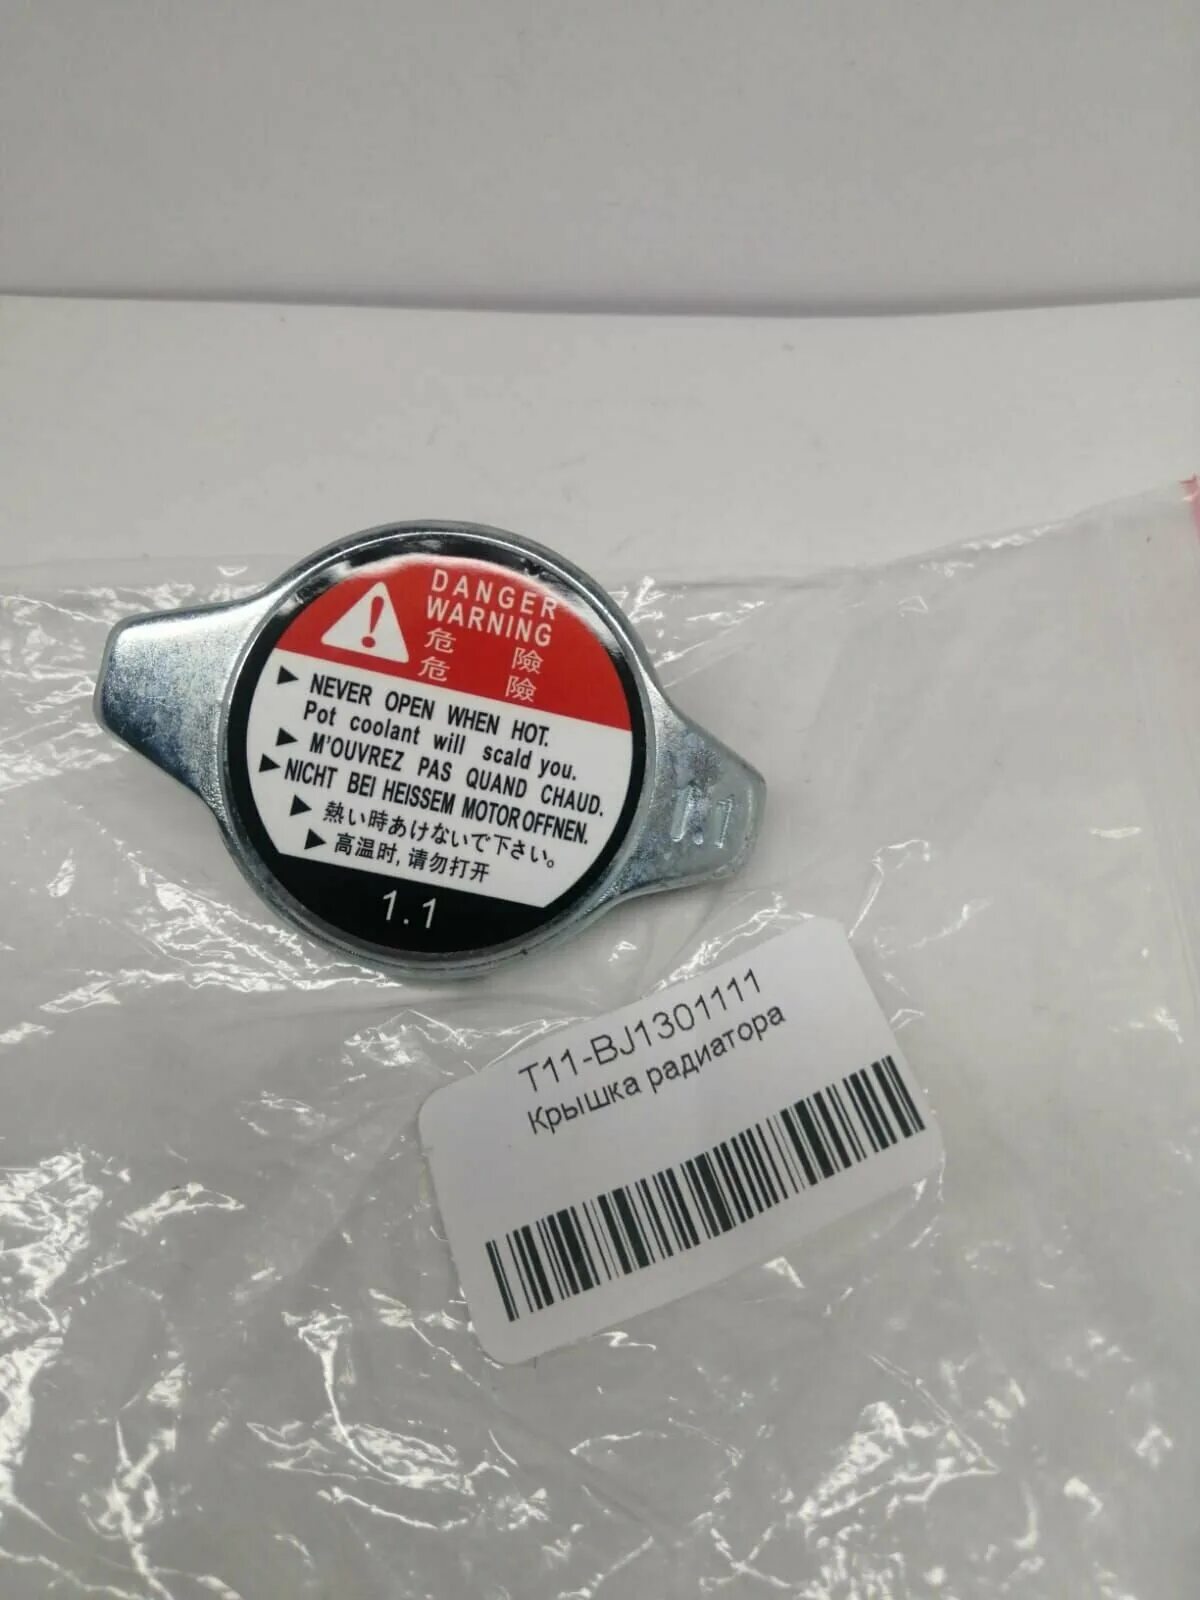 DANGER
WARNING
危 險
危 險
NEVER OPEN WHEN HOT.
Pot coolant will scald you.
M'OUVREZ PAS QUAND CHAUD.
NICHT BEI HEISSEM MOTOR OFFNEN.
熱い時あけないで下さい。
高温时,请勿打开
1.1
1.1
T11-BJ1301111
Крышка радиатора